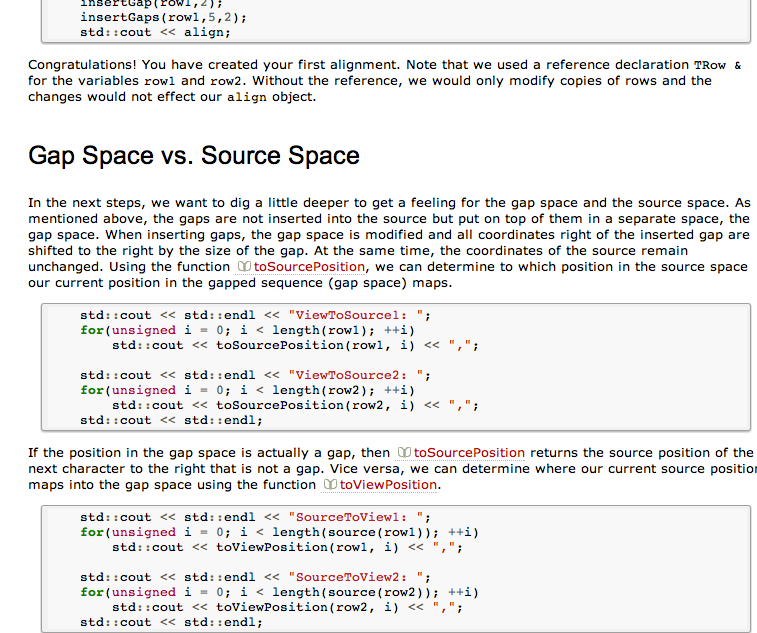 insertGap(row1,2);
insertGaps(row1,5,2);
std::cout << align;
Congratulations! You have created your first alignment. Note that we used a reference declaration TRow &
for the variables row1 and row2. Without the reference, we would only modify copies of rows and the
changes would not effect our align object.
Gap Space vs. Source Space
In the next steps, we want to dig a little deeper to get a feeling for the gap space and the source space. As
mentioned above, the gaps are not inserted into the source but put on top of them in a separate space, the
gap space. When inserting gaps, the gap space is modified and all coordinates right of the inserted gap are
shifted to the right by the size of the gap. At the same time, the coordinates of the source remain
unchanged. Using the function toSourcePosition, we can determine to which position in the source space
our current position in the gapped sequence (gap space) maps.
std::cout << std::endl << "ViewToSource1: ";
for(unsigned i = 0; i < length(row1); ++i)
std::cout << toSourcePosition(row1, i) << ",";
std::cout << std::endl << "ViewToSource2: ";
for(unsigned i = 0; i < length(row2); ++i)
std::cout << toSourcePosition(row2, i) << ",";
std::cout << std::endl;
If the position in the gap space is actually a gap, then toSourcePosition returns the source position of the
next character to the right that is not a gap. Vice versa, we can determine where our current source position
maps into the gap space using the function toViewPosition.
std::cout << std::endl << "SourceToView1: ";
for(unsigned i = 0; i < length(source(row1)); ++i)
std::cout << toViewPosition(row1, i) << ",";
std::cout << std::endl << "SourceToView2: ";
for(unsigned i = 0; i < length(source(row2)); ++i)
std::cout << toViewPosition(row2, i) << ",";
std::cout << std::endl;